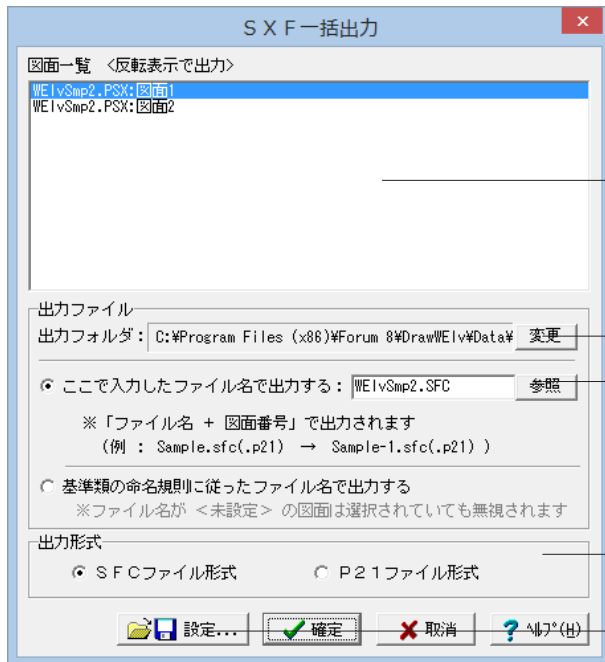 ＳＸＦ一括出力
図面一覧 <反転表示で出力>
WElvSmp2.PSX:図面1
WElvSmp2.PSX:図面2
出力ファイル
出力フォルダ： C:¥Program Files (x86)¥Forum 8¥DrawWElv¥Data¥ 変更
ここで入力したファイル名で出力する： WElvSmp2.SFC 参照
※「ファイル名 + 図面番号」で出力されます
(例 : Sample.sfc(.p21) → Sample-1.sfc(.p21) )
基準類の命名規則に従ったファイル名で出力する
※ファイル名が <未設定> の図面は選択されていても無視されます
出力形式
ＳＦＣファイル形式 Ｐ２１ファイル形式
設定... 確定 取消 ? ﾍﾙﾌﾟ(H)